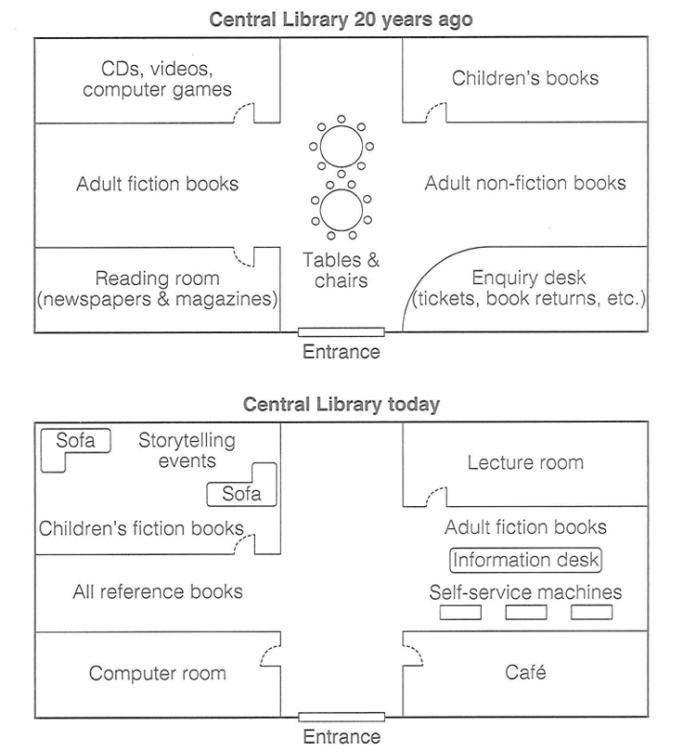 Central Library 20 years ago
CDs, videos,
computer games
Children's books
Adult fiction books
Adult non-fiction books
Tables &
chairs
Reading room
(newspapers & magazines)
Enquiry desk
(tickets, book returns, etc.)
Entrance
Central Library today
Sofa
Storytelling
events
Sofa
Children's fiction books
Lecture room
Adult fiction books
Information desk
Self-service machines
All reference books
Computer room
Café
Entrance